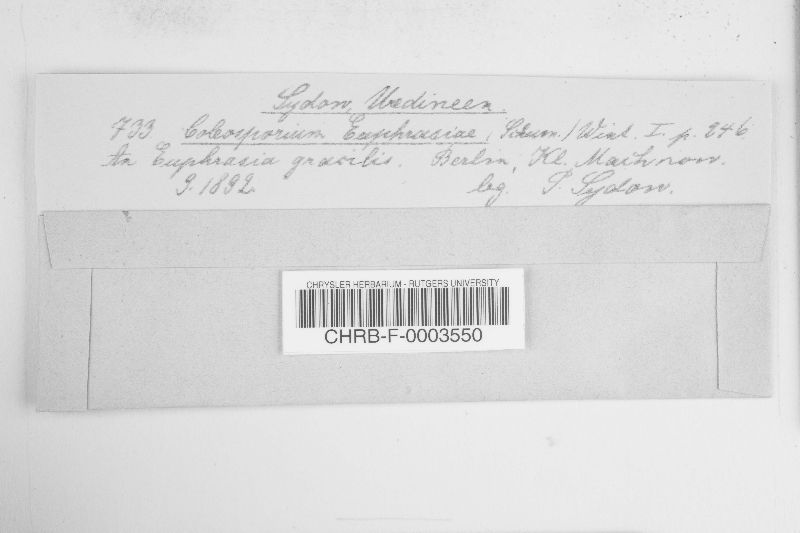 Sydow, Uredineen.
733. Coleosporium Euphrasiae (Schum.) Wint. I. p. 246.
An Euphrasia gracilis. Berlin, Kl. Machnow.
9. 1892. leg. P. Sydow.
CHRYSLER HERBARIUM - RUTGERS UNIVERSITY
CHRB-F-0003550